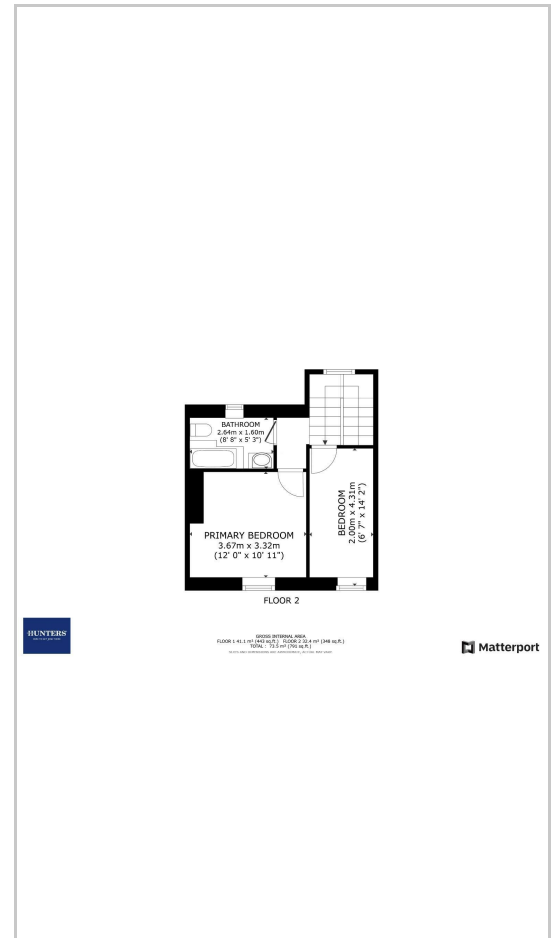 BATHROOM
2.64m x 1.60m
(8' 8" x 5' 3")
PRIMARY BEDROOM
3.67m x 3.32m
(12' 0" x 10' 11")
BEDROOM
2.00m x 4.31m
(6' 7" x 14' 2")
FLOOR 2
HUNTERS
GROSS INTERNAL AREA
FLOOR 1 41.1 m² (443 sq.ft.) FLOOR 2 32.4 m² (348 sq.ft.)
TOTAL : 73.5 m² (791 sq.ft.)
Matterport